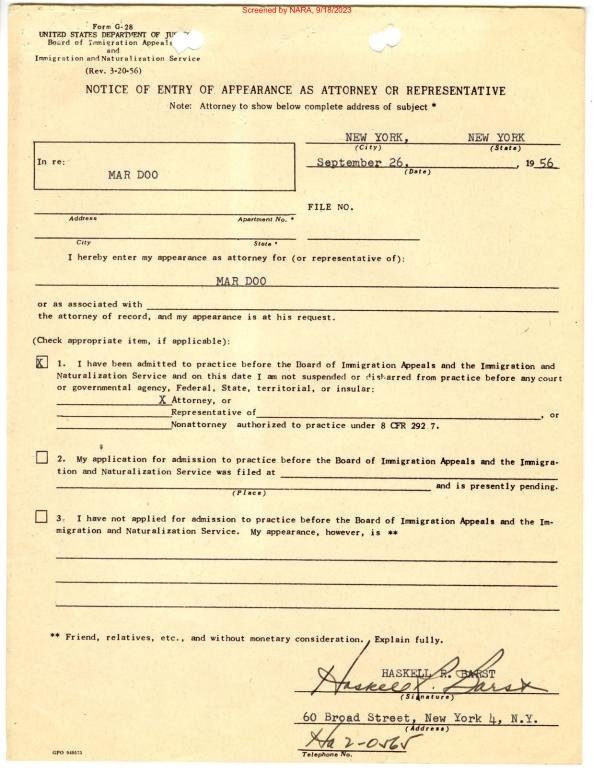 Screened by NARA, 9/18/2023
Form G-28
UNITED STATES DEPARTMENT OF
Board of Immigration Appeals
and
Immigration and Naturalization Service
(Rev. 3-20-56)
NOTICE OF ENTRY OF APPEARANCE AS ATTORNEY OR REPRESENTATIVE
Note: Attorney to show below complete address of subject *
NEW YORK, NEW YORK
(City) (State)
In re:
MAR DOO
September 26, , 19 56
(Date)
FILE NO.
Address Apartment No. *
City State *
I hereby enter my appearance as attorney for (or representative of):
MAR DOO
or as associated with
the attorney of record, and my appearance is at his request.
(Check appropriate item, if applicable):
X 1. I have been admitted to practice before the Board of Immigration Appeals and the Immigration and
Naturalization Service and on this date I am not suspended or disbarred from practice before any court
or governmental agency, Federal, State, territorial, or insular:
X Attorney, or
Representative of , or
Nonattorney authorized to practice under 8 CFR 292.7.
2. My application for admission to practice before the Board of Immigration Appeals and the Immigra-
tion and Naturalization Service was filed at
and is presently pending.
(Place)
3. I have not applied for admission to practice before the Board of Immigration Appeals and the Im-
migration and Naturalization Service. My appearance, however, is **
** Friend, relatives, etc., and without monetary consideration. Explain fully.
HASKELL R. BARST
Haskell R. Barst
(Signature)
60 Broad Street, New York 4, N.Y.
(Address)
Ha 2-0565
Telephone No.
GPO 940573